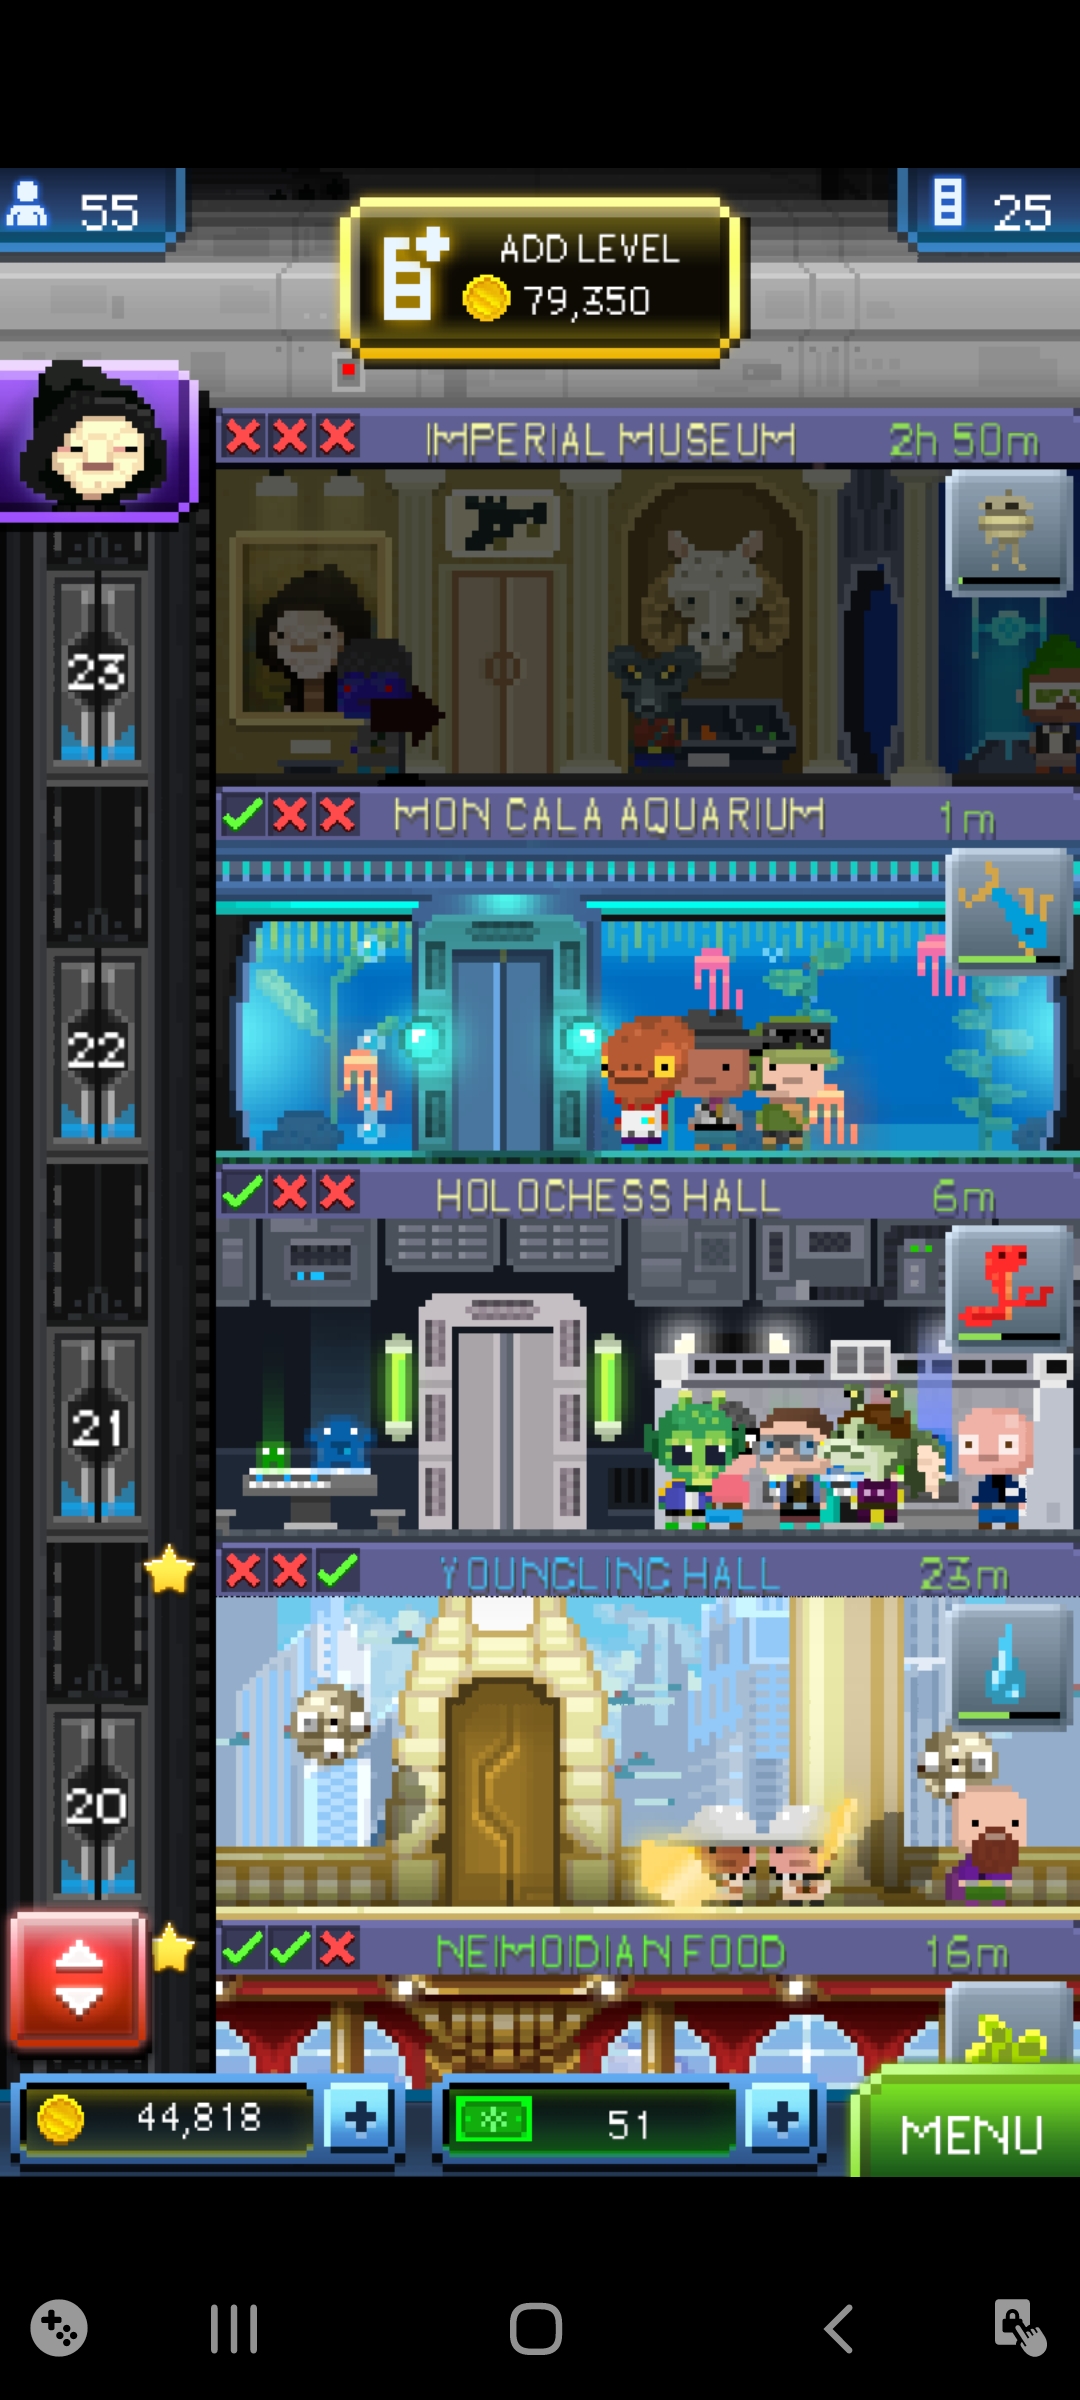 55
ADD LEVEL
79,350
25
IMPERIAL MUSEUM 2h 50m
23
MON CALA AQUARIUM 1m
22
HOLOCHESS HALL 6m
21
YOUNGLING HALL 23m
20
NEIMOIDIAN FOOD 16m
44,818
51
MENU